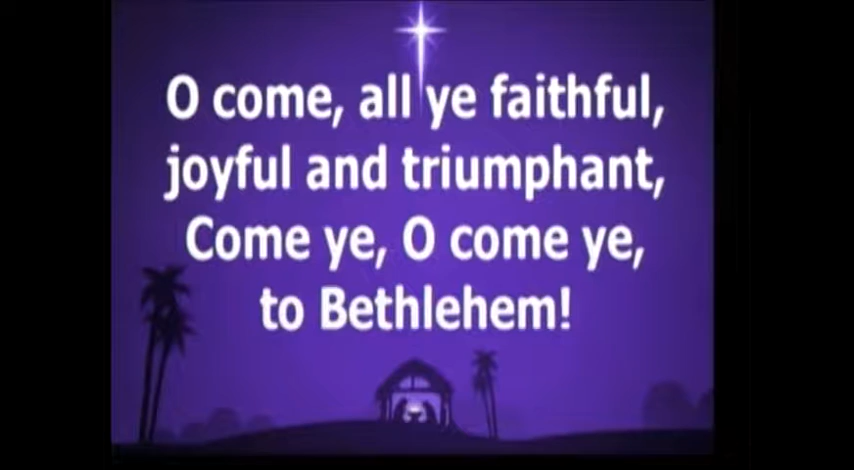 O come, all ye faithful,
joyful and triumphant,
Come ye, O come ye,
to Bethlehem!